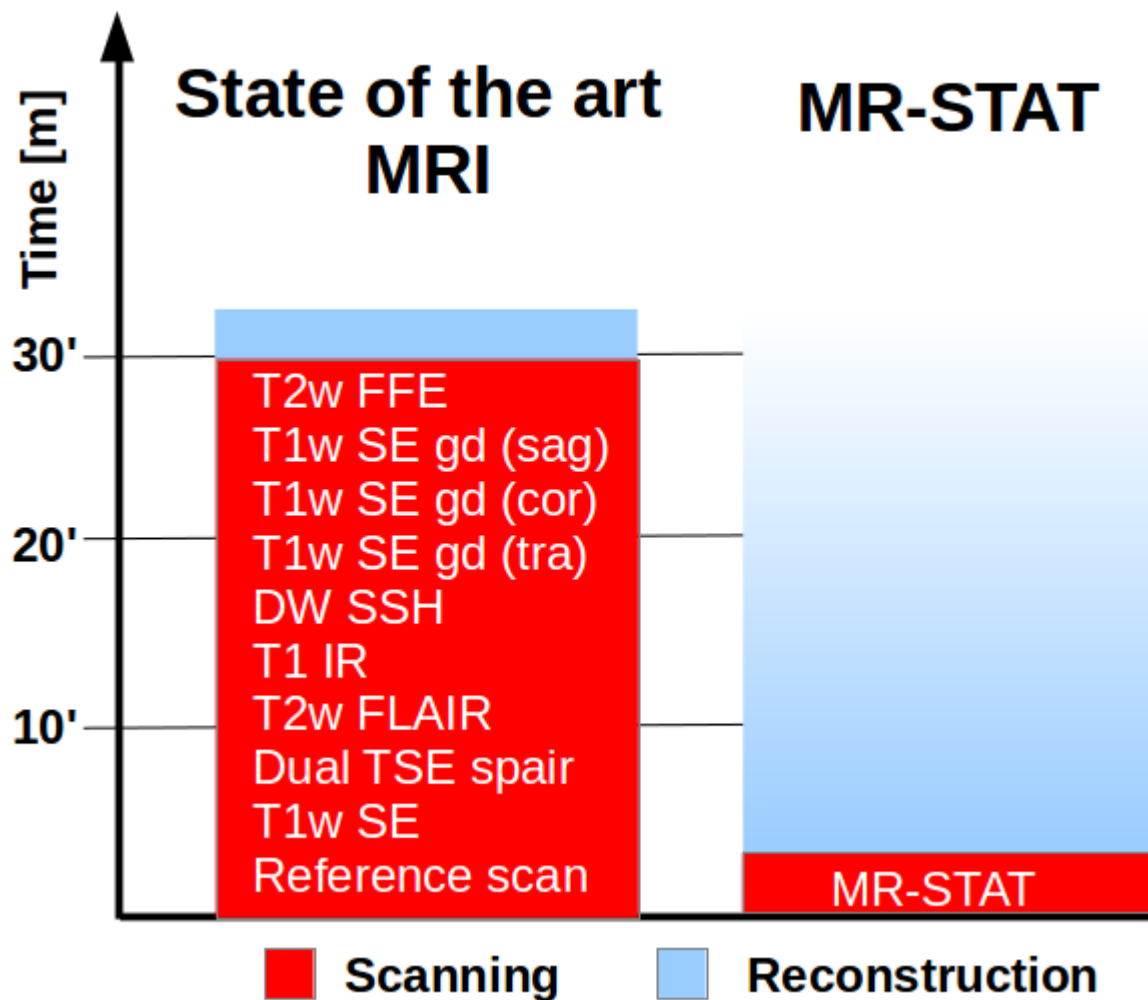 State of the art
MRI
MR-STAT
Time [m]
30'
20'
10'
T2w FFE
T1w SE gd (sag)
T1w SE gd (cor)
T1w SE gd (tra)
DW SSH
T1 IR
T2w FLAIR
Dual TSE spair
T1w SE
Reference scan
MR-STAT
Scanning
Reconstruction